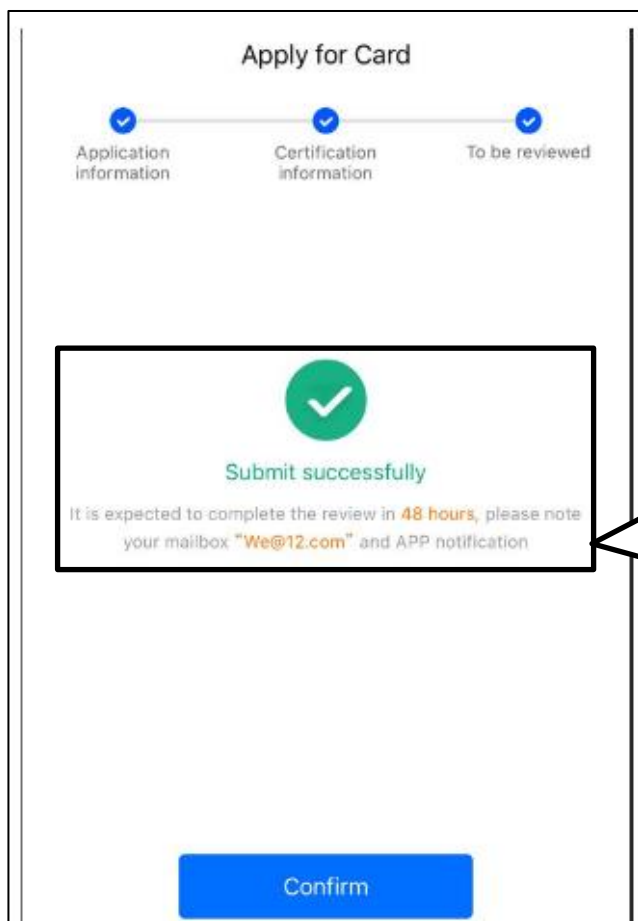 Apply for Card
Application
information
Certification
information
To be reviewed
Submit successfully
It is expected to complete the review in 48 hours, please note
your mailbox "We@12.com" and APP notification
Confirm